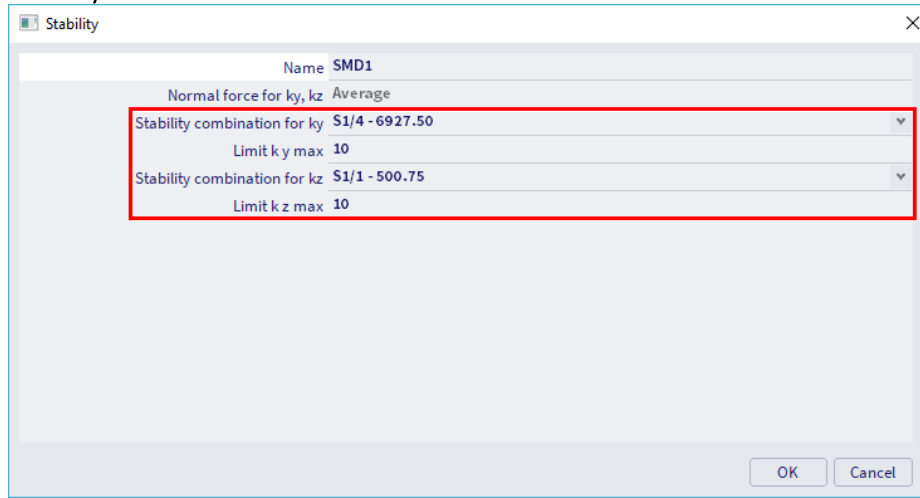 Stability
Name SMD1
Normal force for ky, kz Average
Stability combination for ky S1/4 - 6927.50
Limit k y max 10
Stability combination for kz S1/1 - 500.75
Limit k z max 10
OK Cancel